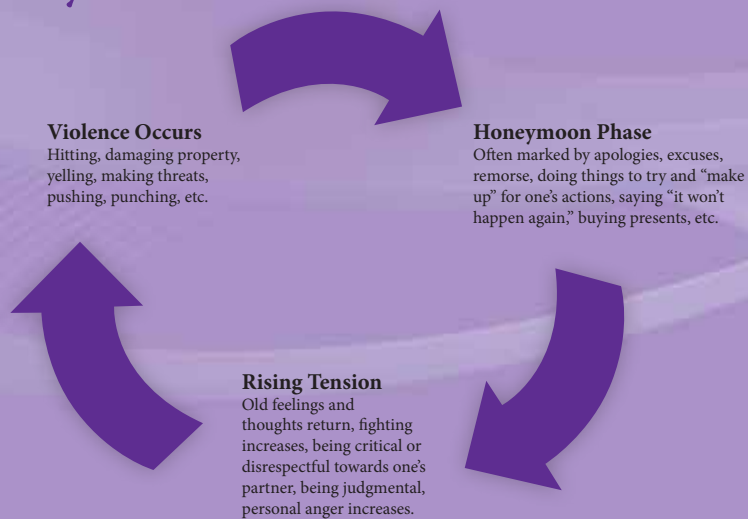 Violence Occurs
Hitting, damaging property,
yelling, making threats,
pushing, punching, etc.
Honeymoon Phase
Often marked by apologies, excuses,
remorse, doing things to try and “make
up” for one’s actions, saying “it won’t
happen again,” buying presents, etc.
Rising Tension
Old feelings and
thoughts return, fighting
increases, being critical or
disrespectful towards one’s
partner, being judgmental,
personal anger increases.